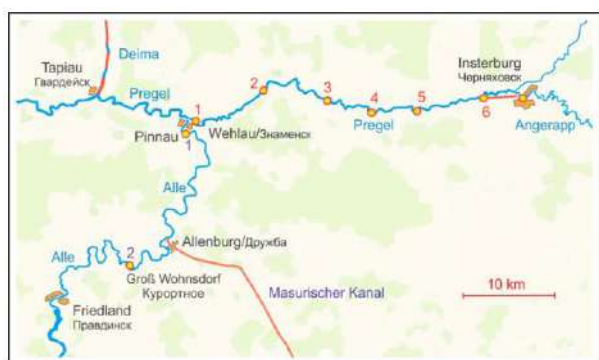 Deima
Tapiau
Гвардейск
Pregel
Insterburg
Черняховск
2
3
4
5
6
1
Pregel
Angerapp
Pinnau
1
Wehlau/Знаменск
Alle
Allenburg/Дружба
Alle
2
Groß Wohnsdorf
Курортное
Masurischer Kanal
10 km
Friedland
Правдинск